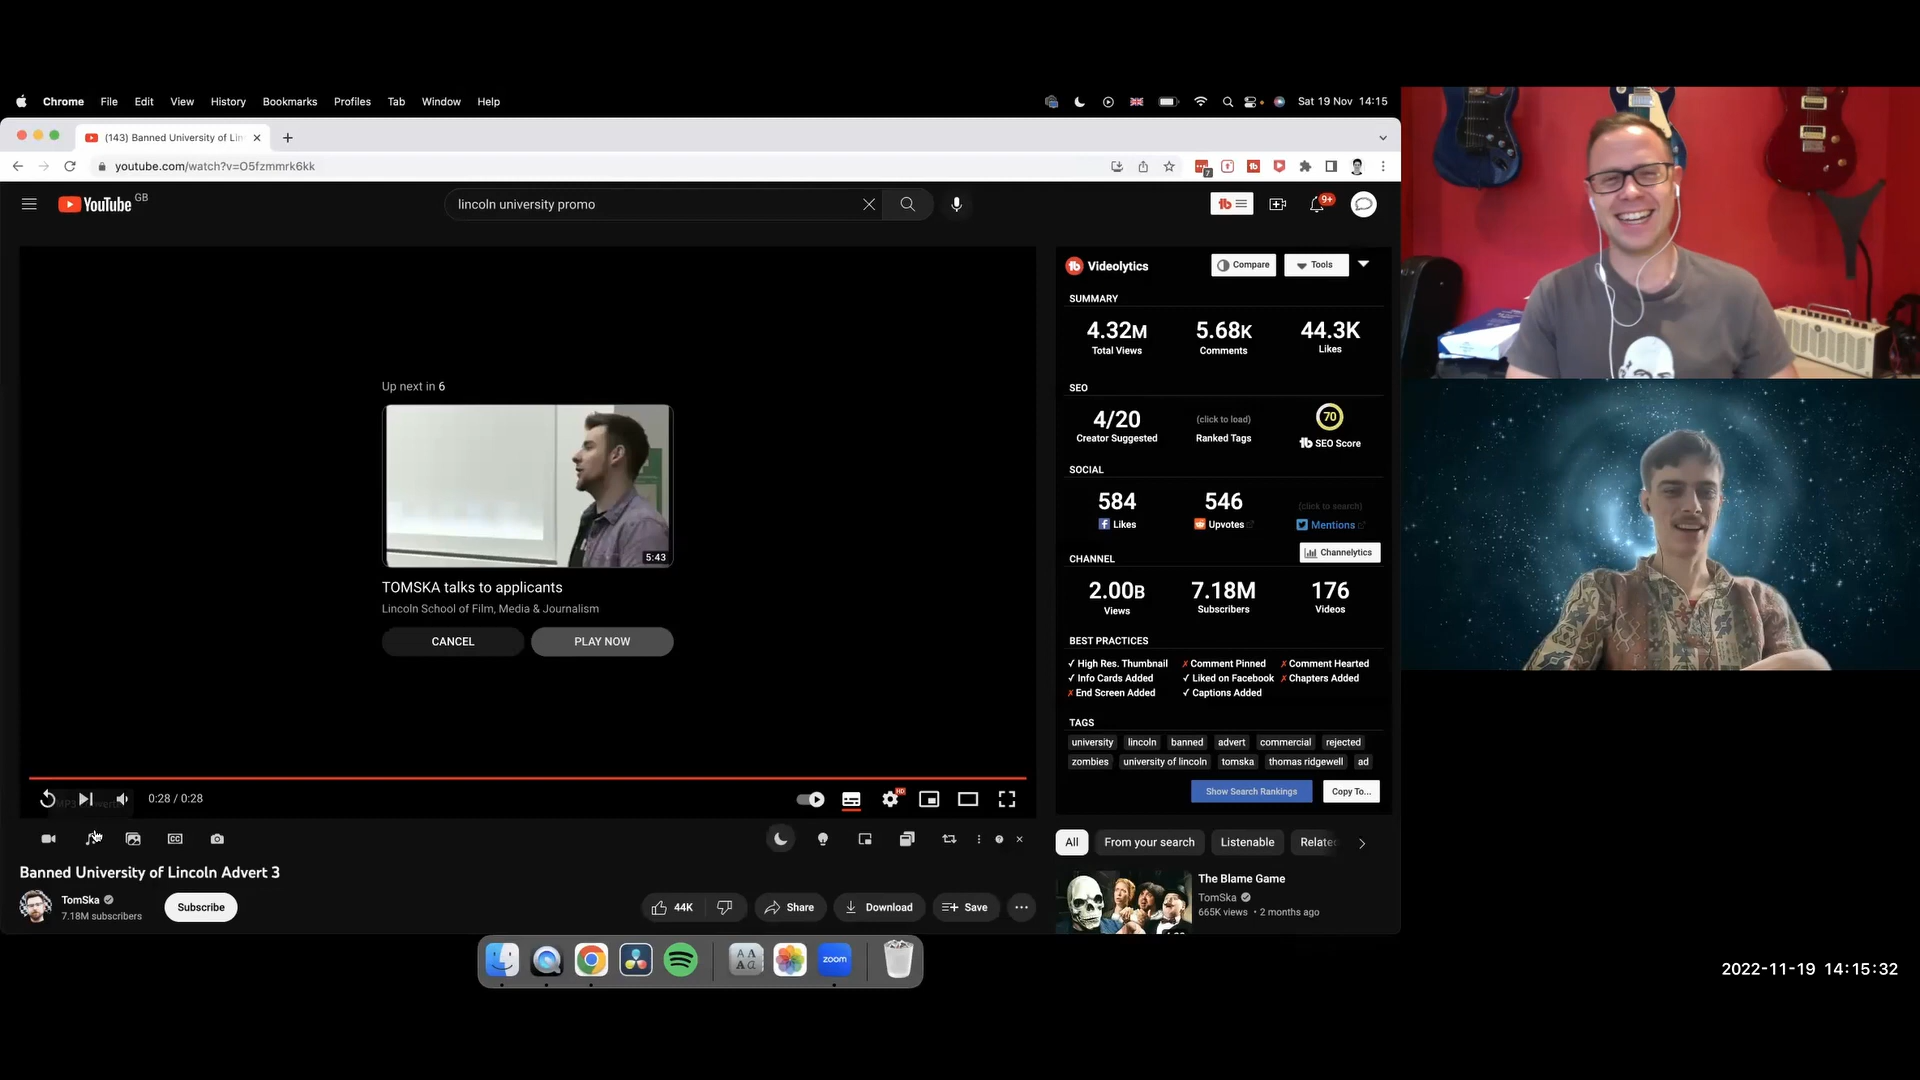 Chrome File Edit View History Bookmarks Profiles Tab Window Help
Sat 19 Nov 14:15
(143) Banned University of Lin
youtube.com/watch?v=O5fzmmrk6kk
7
YouTube GB
lincoln university promo
tb
9+
Up next in 6
5:43
TOMSKA talks to applicants
Lincoln School of Film, Media & Journalism
CANCEL PLAY NOW
0:28 / 0:28
HD
CC
Banned University of Lincoln Advert 3
TomSka
7.18M subscribers
Subscribe
44K
Share
Download
Save
tb Videolytics
Compare
Tools
SUMMARY
4.32M 5.68K 44.3K
Total Views Comments Likes
SEO
4/20 (click to load) 70
Creator Suggested Ranked Tags tb SEO Score
SOCIAL
584 546 (click to search)
Likes Upvotes Mentions
CHANNEL
Channelytics
2.00B 7.18M 176
Views Subscribers Videos
BEST PRACTICES
✓ High Res. Thumbnail ✗ Comment Pinned ✗ Comment Hearted
✓ Info Cards Added ✓ Liked on Facebook ✗ Chapters Added
✗ End Screen Added ✓ Captions Added
TAGS
university lincoln banned advert commercial rejected
zombies university of lincoln tomska thomas ridgewell ad
Show Search Rankings Copy To...
All From your search Listenable Relate
The Blame Game
TomSka
665K views • 2 months ago
zoom
2022-11-19 14:15:32